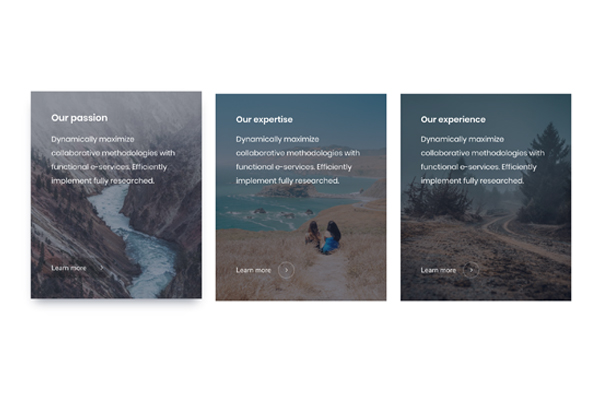 Our passion
Dynamically maximize
collaborative methodologies with
functional e-services. Efficiently
implement fully researched.
Learn more
Our expertise
Dynamically maximize
collaborative methodologies with
functional e-services. Efficiently
implement fully researched.
Learn more
Our experience
Dynamically maximize
collaborative methodologies with
functional e-services. Efficiently
implement fully researched.
Learn more